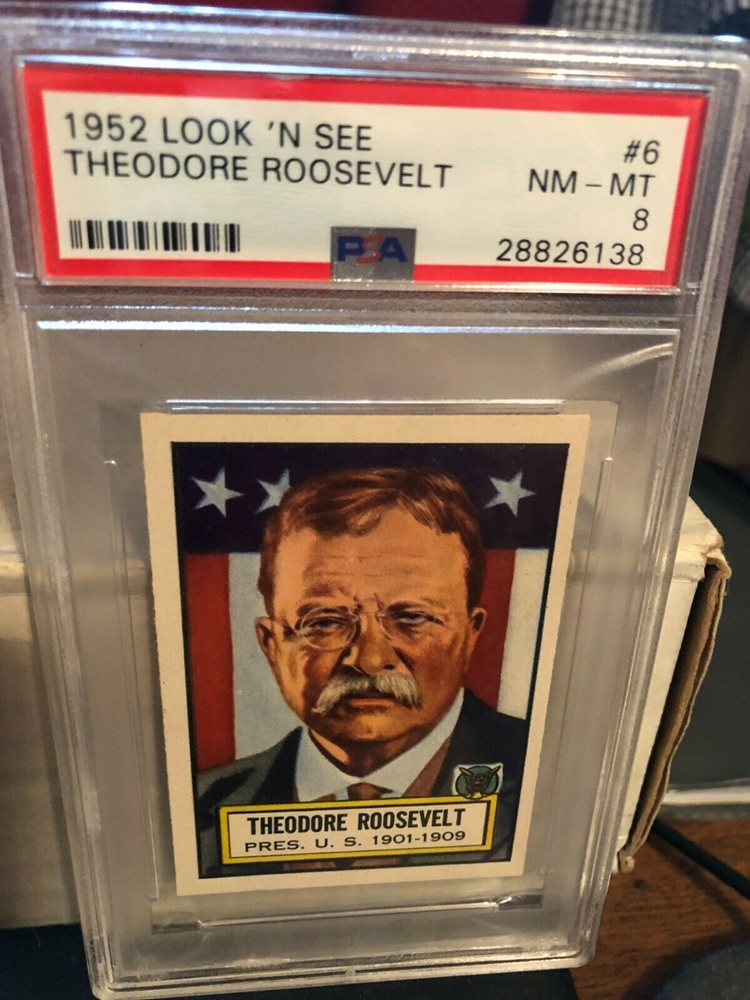 1952 LOOK 'N SEE
THEODORE ROOSEVELT
#6
NM - MT
8
28826138
PSA
THEODORE ROOSEVELT
PRES. U. S. 1901-1909